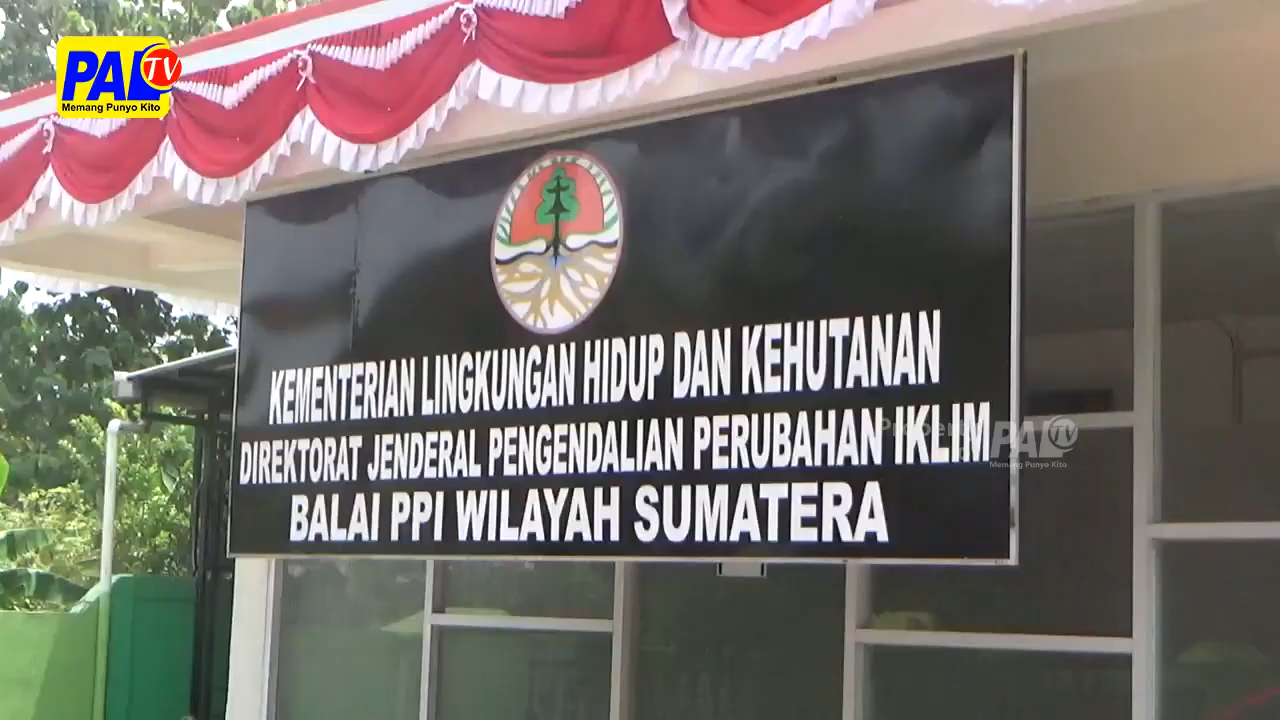 PAL TV
Memang Punyo Kito
KEMENTERIAN LINGKUNGAN HIDUP DAN KEHUTANAN
DIREKTORAT JENDERAL PENGENDALIAN PERUBAHAN IKLIM
BALAI PPI WILAYAH SUMATERA
PAL TV
Memang Punyo Kito